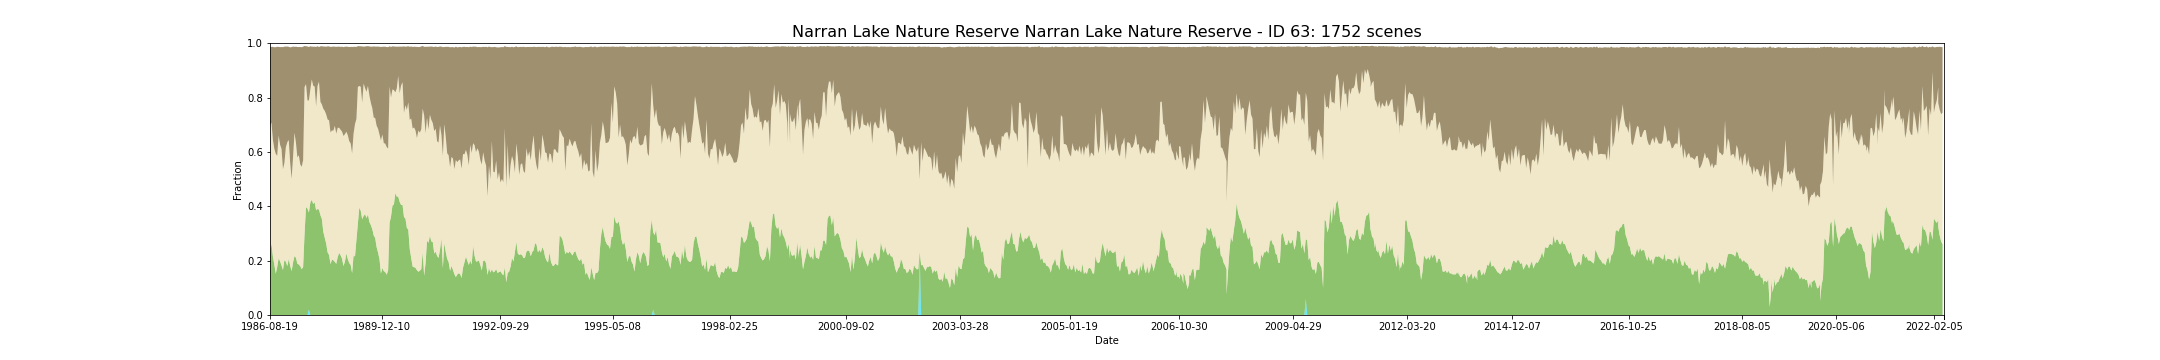 Narran Lake Nature Reserve Narran Lake Nature Reserve - ID 63: 1752 scenes
1.0
0.8
0.6
0.4
0.2
0.0
Fraction
1986-08-19 1989-12-10 1992-09-29 1995-05-08 1998-02-25 2000-09-02 2003-03-28 2005-01-19 2006-10-30 2009-04-29 2012-03-20 2014-12-07 2016-10-25 2018-08-05 2020-05-06 2022-02-05
Date